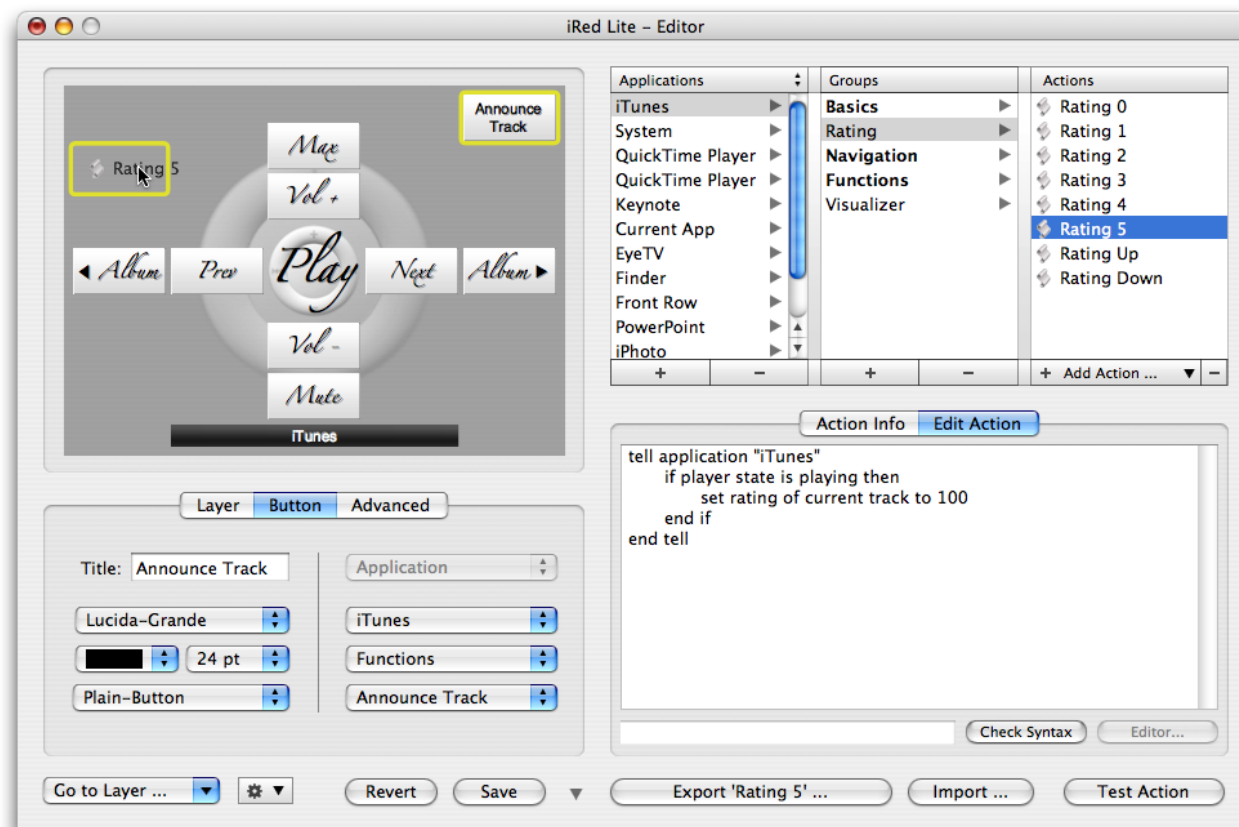 iRed Lite – Editor
Announce
Track
Max
Rating 5
Vol +
Album
Prev
Play
Next
Album
Vol -
Mute
iTunes
Applications
iTunes
System
QuickTime Player
QuickTime Player
Keynote
Current App
EyeTV
Finder
Front Row
PowerPoint
iPhoto
+ −
Groups
Basics
Rating
Navigation
Functions
Visualizer
+ −
Actions
Rating 0
Rating 1
Rating 2
Rating 3
Rating 4
Rating 5
Rating Up
Rating Down
+ Add Action ... −
Layer Button Advanced
Title: Announce Track
Lucida-Grande
24 pt
Plain-Button
Application
iTunes
Functions
Announce Track
Action Info Edit Action
tell application "iTunes"
if player state is playing then
set rating of current track to 100
end if
end tell
Check Syntax Editor...
Go to Layer ... Revert Save Export 'Rating 5' ... Import ... Test Action